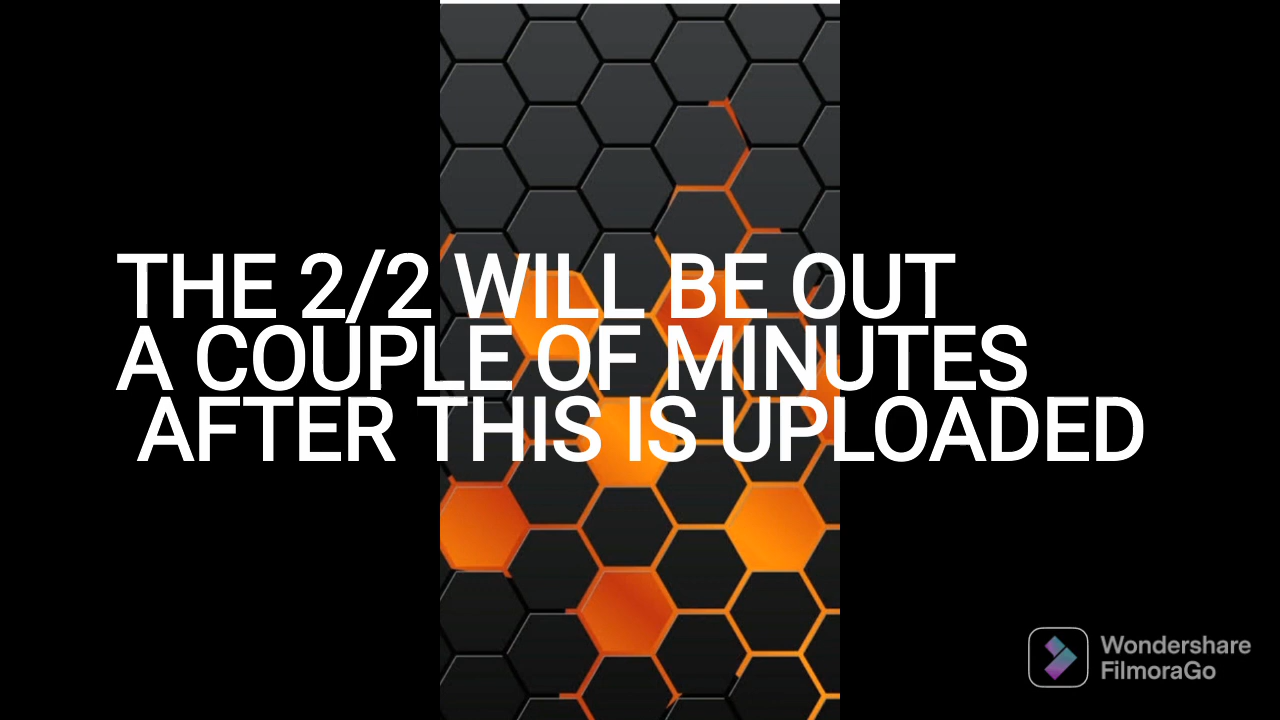 THE 2/2 WILL BE OUT
A COUPLE OF MINUTES
AFTER THIS IS UPLOADED
Wondershare
FilmoraGo